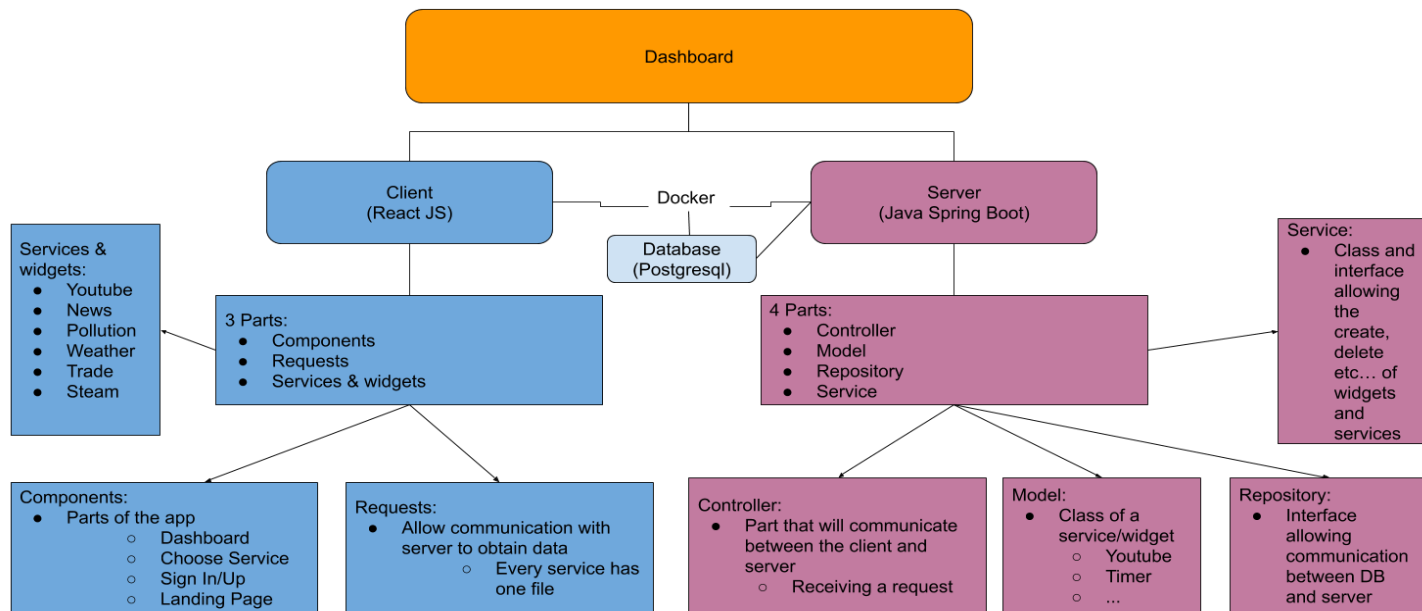 Dashboard
Client
(React JS)
Docker
Server
(Java Spring Boot)
Database
(Postgresql)
Services &
widgets:
● Youtube
● News
● Pollution
● Weather
● Trade
● Steam
3 Parts:
● Components
● Requests
● Services & widgets
4 Parts:
● Controller
● Model
● Repository
● Service
Service:
● Class and
interface
allowing
the
create,
delete
etc… of
widgets
and
services
Components:
● Parts of the app
○ Dashboard
○ Choose Service
○ Sign In/Up
○ Landing Page
Requests:
● Allow communication with
server to obtain data
○ Every service has
one file
Controller:
● Part that will communicate
between the client and
server
○ Receiving a request
Model:
● Class of a
service/widget
○ Youtube
○ Timer
○ ...
Repository:
● Interface
allowing
communication
between DB
and server